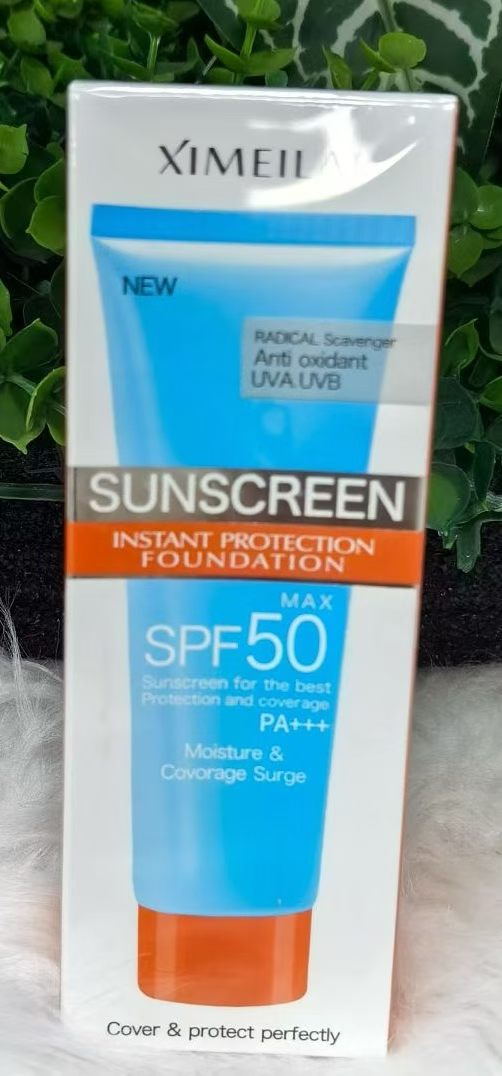 NEW
RADICAL Scavenger
Anti oxidant
UVA.UVB
SUNSCREEN
INSTANT PROTECTION
FOUNDATION
MAX
SPF50
Sunscreen for the best
Protection and coverage
PA+++
Moisture &
Covorage Surge
Cover & protect perfectly